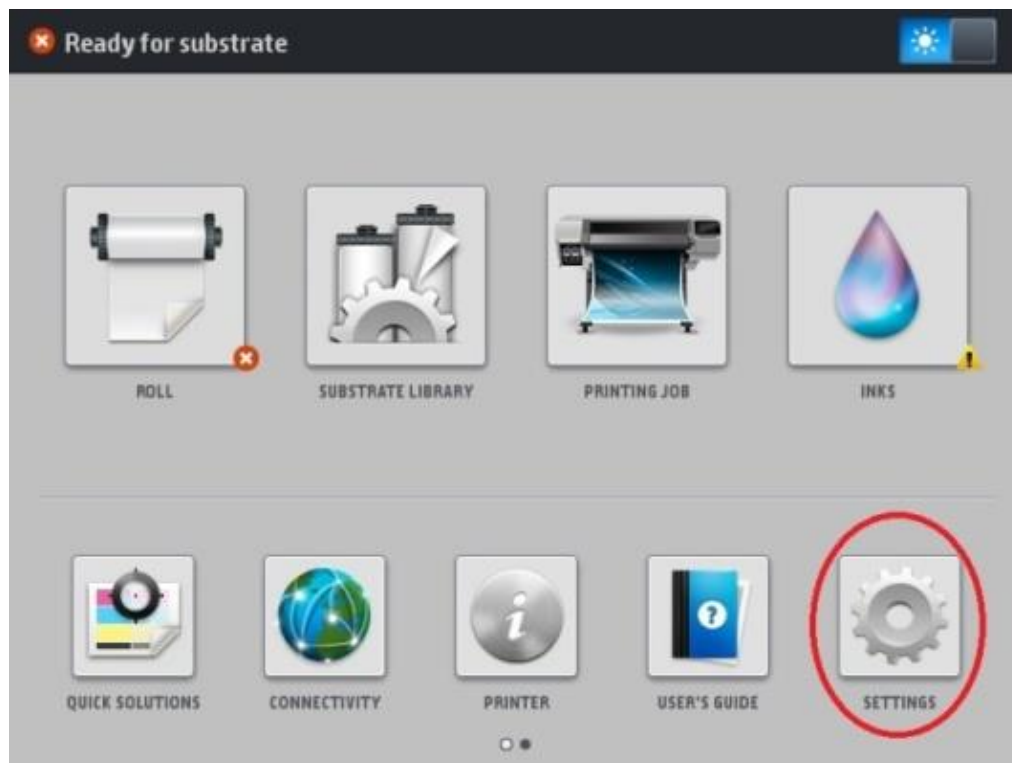 Ready for substrate
ROLL
SUBSTRATE LIBRARY
PRINTING JOB
INKS
QUICK SOLUTIONS
CONNECTIVITY
PRINTER
USER'S GUIDE
SETTINGS